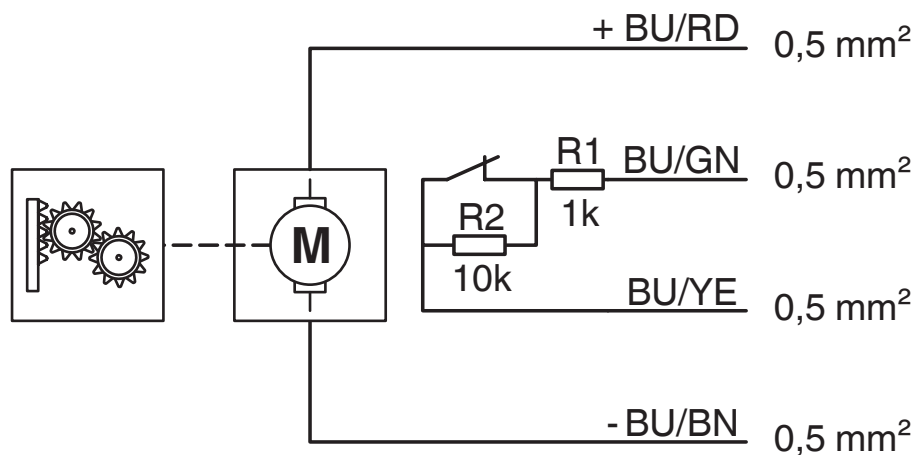 + BU/RD 0,5 mm²
R1 BU/GN 0,5 mm²
1k
R2
10k
M
BU/YE 0,5 mm²
- BU/BN 0,5 mm²